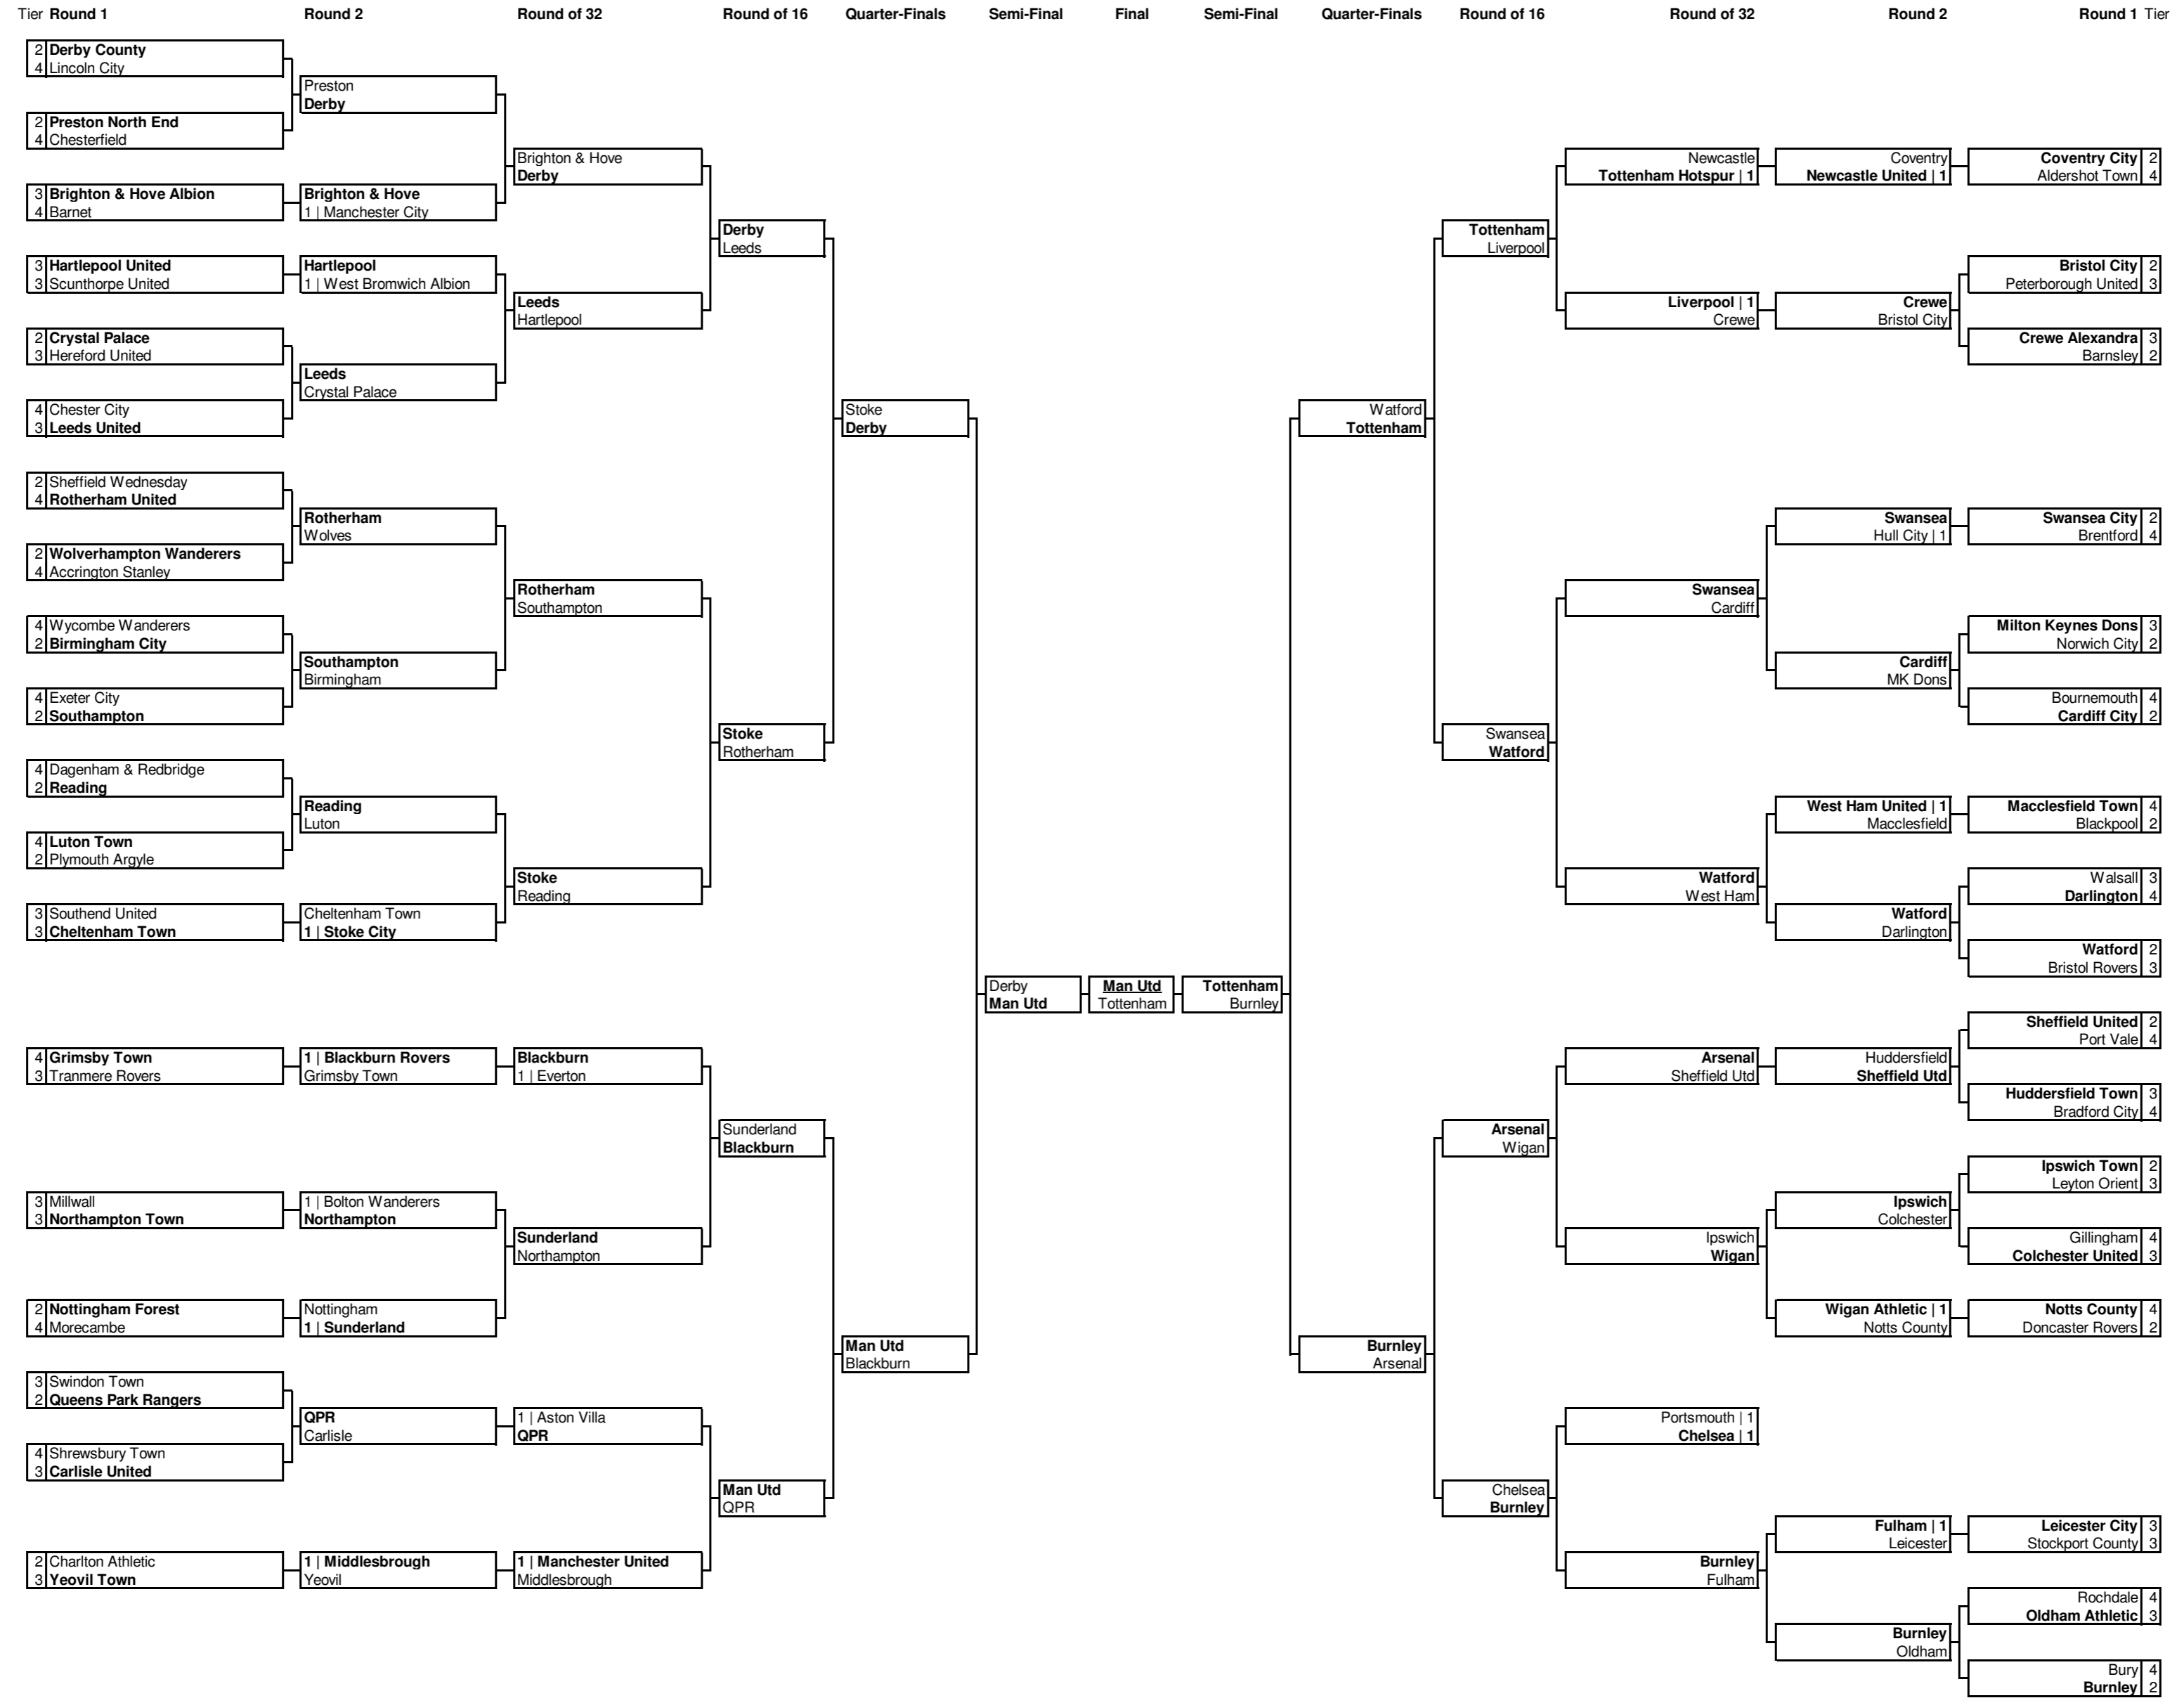 Tier Round 1 Round 2 Round of 32 Round of 16 Quarter-Finals Semi-Final Final Semi-Final Quarter-Finals Round of 16 Round of 32 Round 2 Round 1 Tier
2 Derby County
4 Lincoln City
2 Preston North End
4 Chesterfield
3 Brighton & Hove Albion
4 Barnet
3 Hartlepool United
3 Scunthorpe United
2 Crystal Palace
3 Hereford United
4 Chester City
3 Leeds United
2 Sheffield Wednesday
4 Rotherham United
2 Wolverhampton Wanderers
4 Accrington Stanley
4 Wycombe Wanderers
2 Birmingham City
4 Exeter City
2 Southampton
4 Dagenham & Redbridge
2 Reading
4 Luton Town
2 Plymouth Argyle
3 Southend United
3 Cheltenham Town
4 Grimsby Town
3 Tranmere Rovers
3 Millwall
3 Northampton Town
2 Nottingham Forest
4 Morecambe
3 Swindon Town
2 Queens Park Rangers
4 Shrewsbury Town
3 Carlisle United
2 Charlton Athletic
3 Yeovil Town
Preston
Derby
Brighton & Hove
1 | Manchester City
Hartlepool
1 | West Bromwich Albion
Leeds
Crystal Palace
Rotherham
Wolves
Southampton
Birmingham
Reading
Luton
Cheltenham Town
1 | Stoke City
1 | Blackburn Rovers
Grimsby Town
1 | Bolton Wanderers
Northampton
Nottingham
1 | Sunderland
QPR
Carlisle
1 | Middlesbrough
Yeovil
Brighton & Hove
Derby
Leeds
Hartlepool
Rotherham
Southampton
Stoke
Reading
Blackburn
1 | Everton
Sunderland
Northampton
1 | Aston Villa
QPR
1 | Manchester United
Middlesbrough
Derby
Leeds
Stoke
Rotherham
Sunderland
Blackburn
Man Utd
QPR
Stoke
Derby
Man Utd
Blackburn
Derby
Man Utd
Man Utd
Tottenham
Tottenham
Burnley
Watford
Tottenham
Burnley
Arsenal
Tottenham
Liverpool
Swansea
Watford
Arsenal
Wigan
Chelsea
Burnley
Newcastle
Tottenham Hotspur | 1
Liverpool | 1
Crewe
Swansea
Cardiff
Watford
West Ham
Arsenal
Sheffield Utd
Ipswich
Wigan
Portsmouth | 1
Chelsea | 1
Burnley
Fulham
Coventry
Newcastle United | 1
Crewe
Bristol City
Swansea
Hull City | 1
Cardiff
MK Dons
West Ham United | 1
Macclesfield
Watford
Darlington
Huddersfield
Sheffield Utd
Ipswich
Colchester
Wigan Athletic | 1
Notts County
Fulham | 1
Leicester
Burnley
Oldham
Coventry City 2
Aldershot Town 4
Bristol City 2
Peterborough United 3
Crewe Alexandra 3
Barnsley 2
Swansea City 2
Brentford 4
Milton Keynes Dons 3
Norwich City 2
Bournemouth 4
Cardiff City 2
Macclesfield Town 4
Blackpool 2
Walsall 3
Darlington 4
Watford 2
Bristol Rovers 3
Sheffield United 2
Port Vale 4
Huddersfield Town 3
Bradford City 4
Ipswich Town 2
Leyton Orient 3
Gillingham 4
Colchester United 3
Notts County 4
Doncaster Rovers 2
Leicester City 3
Stockport County 3
Rochdale 4
Oldham Athletic 3
Bury 4
Burnley 2